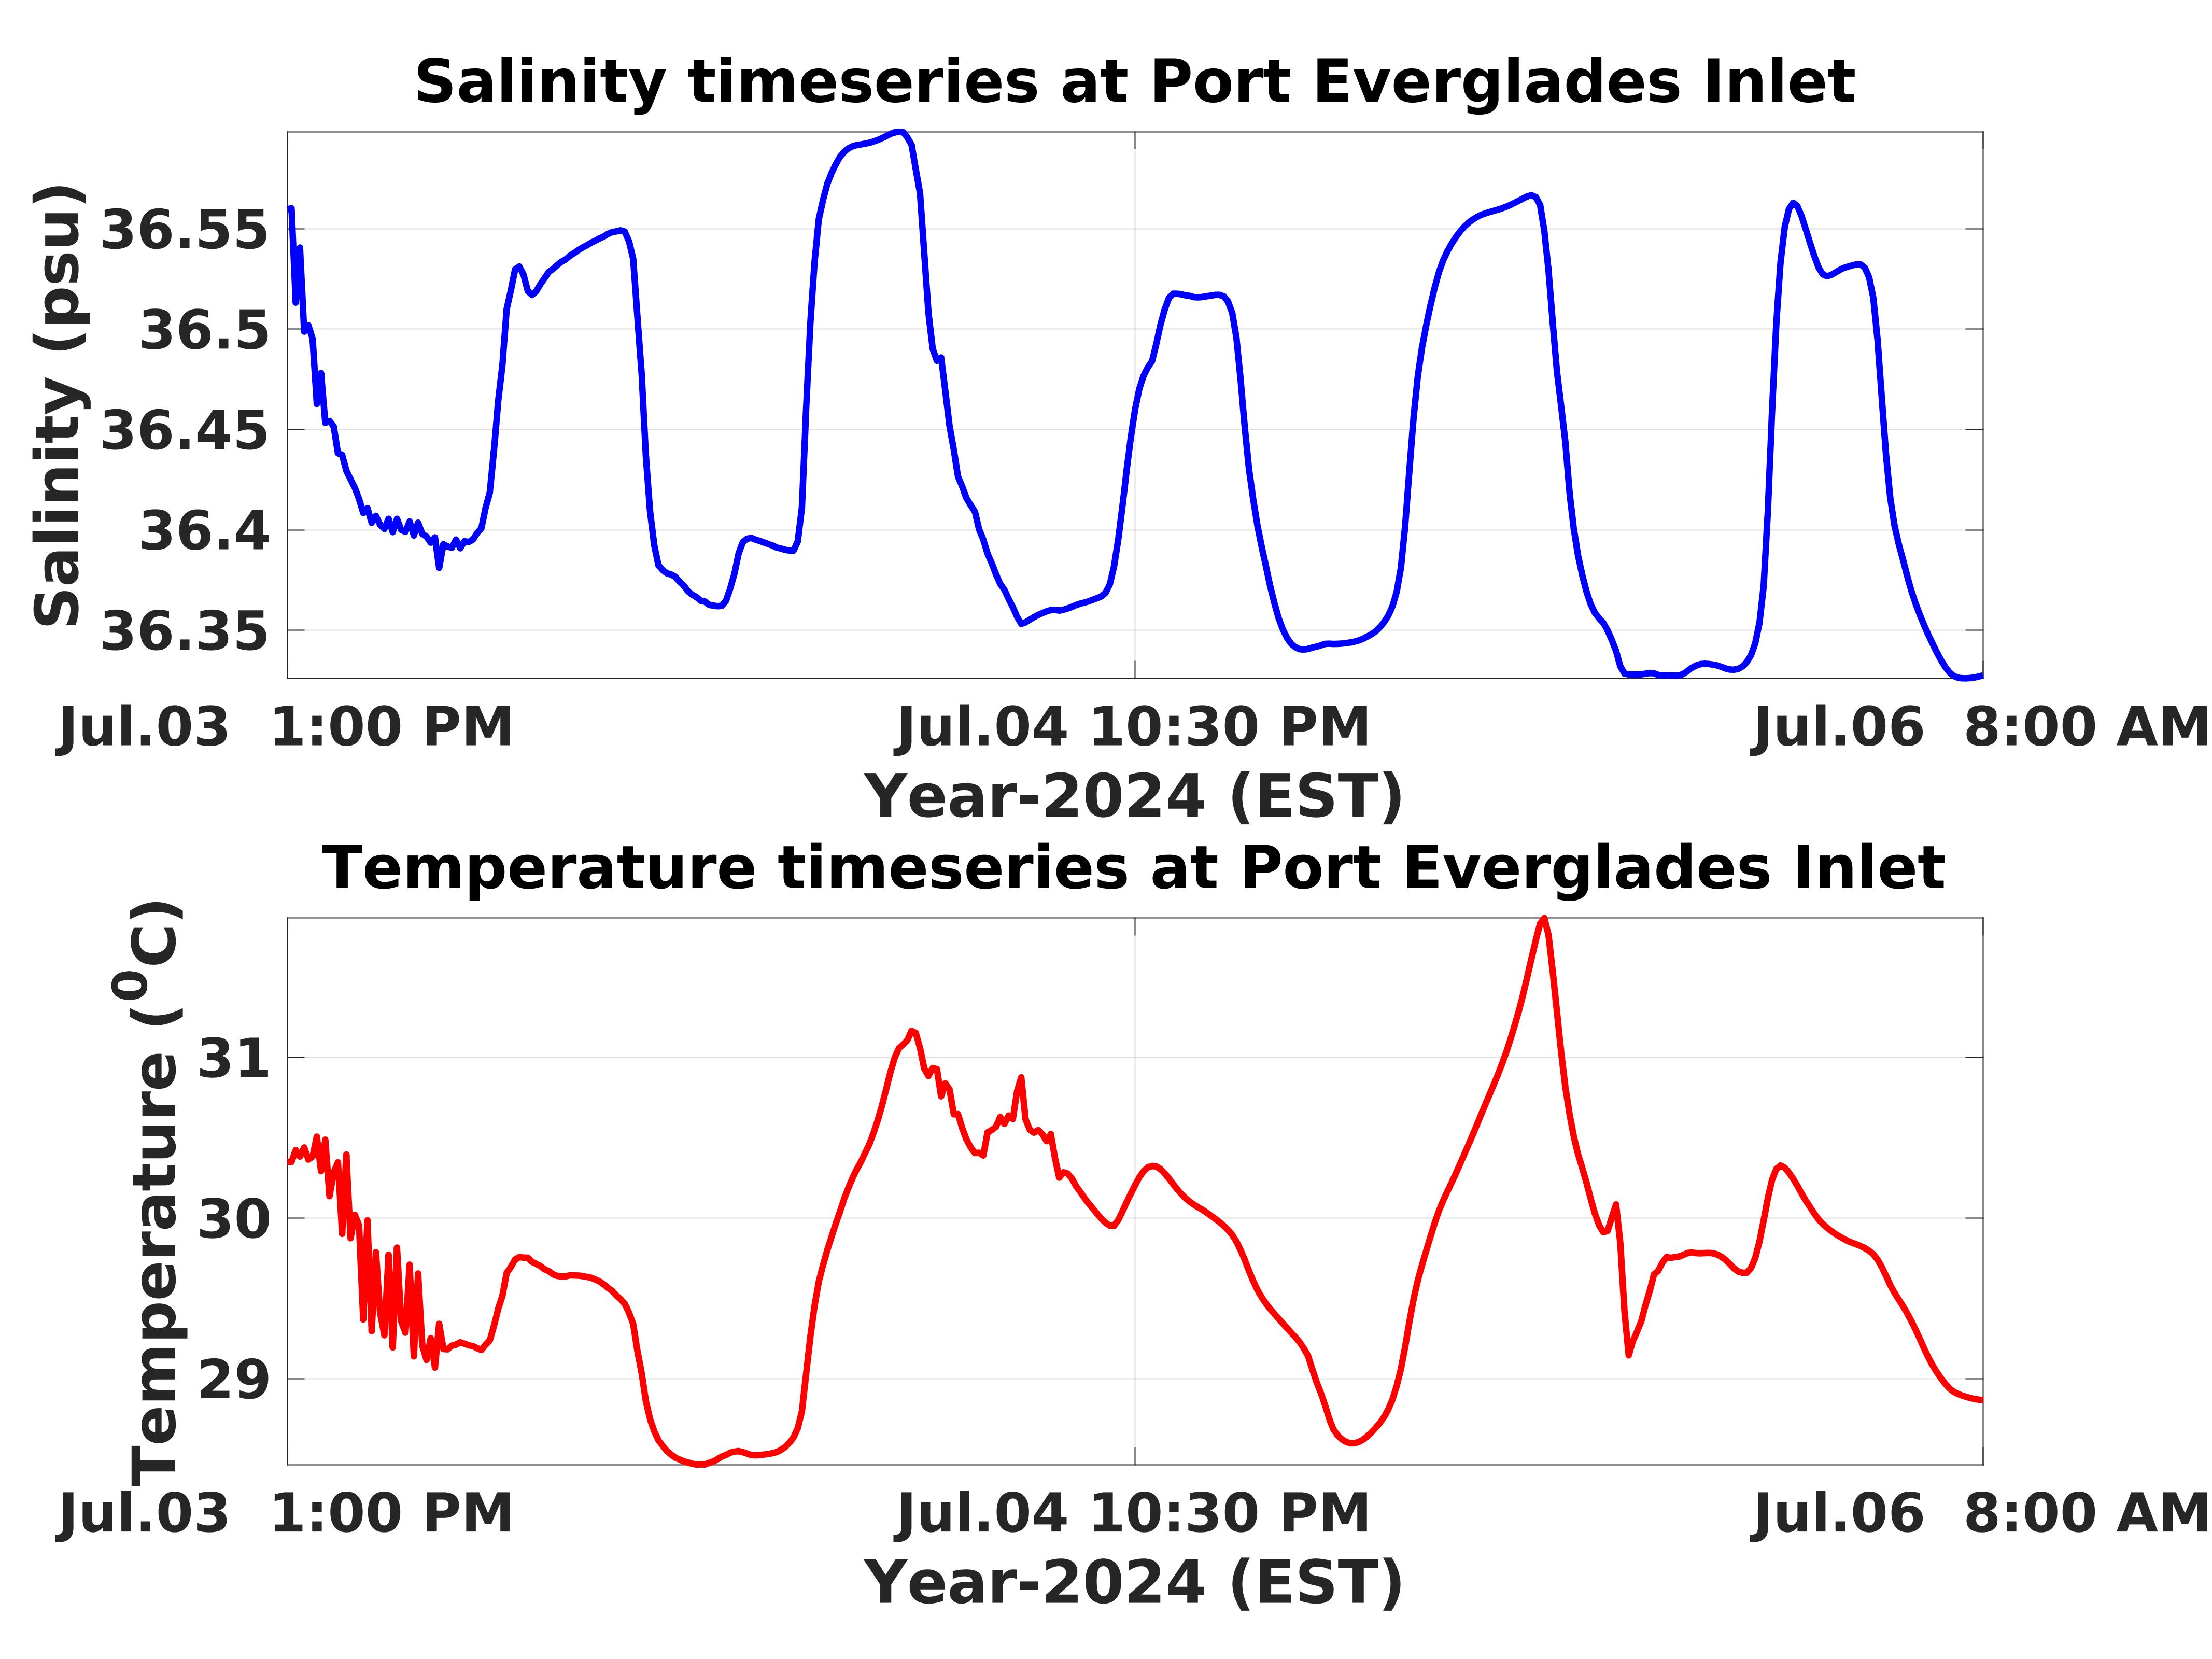 Salinity timeseries at Port Everglades Inlet
Salinity (psu)
36.55
36.5
36.45
36.4
36.35
Jul.03  1:00 PM
Jul.04 10:30 PM
Jul.06  8:00 AM
Year-2024 (EST)
Temperature timeseries at Port Everglades Inlet
Temperature (⁰C)
31
30
29
Jul.03  1:00 PM
Jul.04 10:30 PM
Jul.06  8:00 AM
Year-2024 (EST)